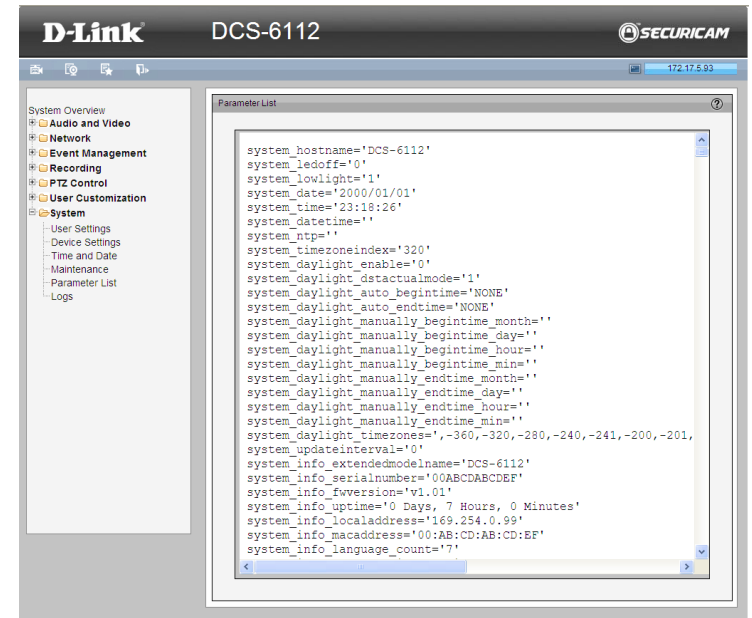 D-Link
DCS-6112
SECURICAM
172.17.5.93
System Overview
Audio and Video
Network
Event Management
Recording
PTZ Control
User Customization
System
User Settings
Device Settings
Time and Date
Maintenance
Parameter List
Logs
Parameter List
system_hostname='DCS-6112'
system_ledoff='0'
system_lowlight='1'
system_date='2000/01/01'
system_time='23:18:26'
system_datetime=''
system_ntp=''
system_timezoneindex='320'
system_daylight_enable='0'
system_daylight_dstactualmode='1'
system_daylight_auto_begintime='NONE'
system_daylight_auto_endtime='NONE'
system_daylight_manually_begintime_month=''
system_daylight_manually_begintime_day=''
system_daylight_manually_begintime_hour=''
system_daylight_manually_begintime_min=''
system_daylight_manually_endtime_month=''
system_daylight_manually_endtime_day=''
system_daylight_manually_endtime_hour=''
system_daylight_manually_endtime_min=''
system_daylight_timezones=',-360,-320,-280,-240,-241,-200,-201,
system_updateinterval='0'
system_info_extendedmodelname='DCS-6112'
system_info_serialnumber='00ABCDABCDEF'
system_info_fwversion='v1.01'
system_info_uptime='0 Days, 7 Hours, 0 Minutes'
system_info_localaddress='169.254.0.99'
system_info_macaddress='00:AB:CD:AB:CD:EF'
system_info_language_count='7'